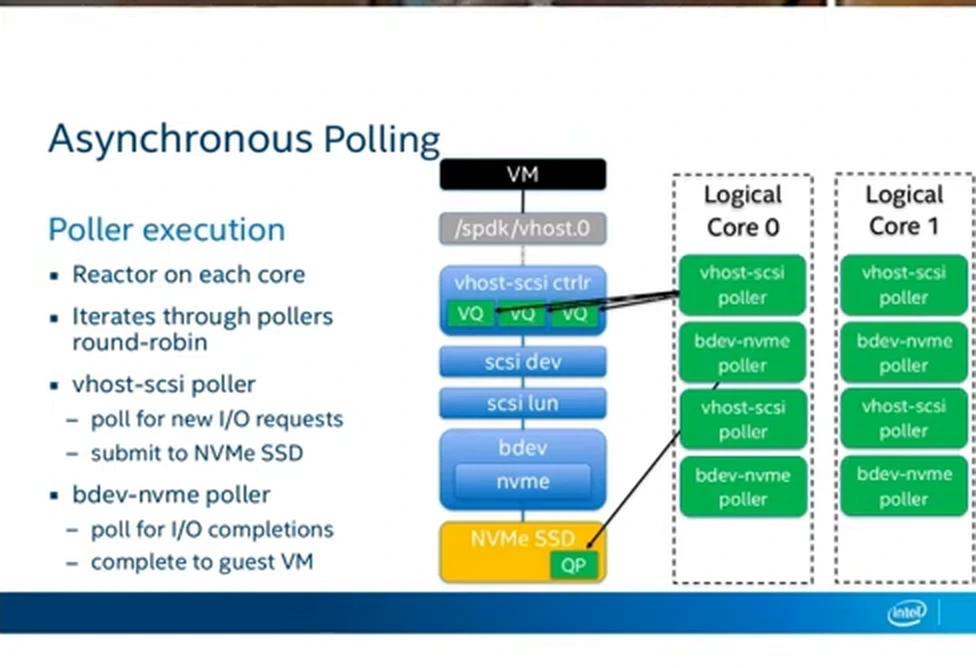 Asynchronous Polling
Poller execution
▪ Reactor on each core
▪ Iterates through pollers
round-robin
▪ vhost-scsi poller
– poll for new I/O requests
– submit to NVMe SSD
▪ bdev-nvme poller
– poll for I/O completions
– complete to guest VM
VM
/spdk/vhost.0
vhost-scsi ctrlr
VQ VQ VQ
scsi dev
scsi lun
bdev
nvme
NVMe SSD
QP
Logical
Core 0
vhost-scsi
poller
bdev-nvme
poller
vhost-scsi
poller
bdev-nvme
poller
Logical
Core 1
vhost-scsi
poller
bdev-nvme
poller
vhost-scsi
poller
bdev-nvme
poller
intel